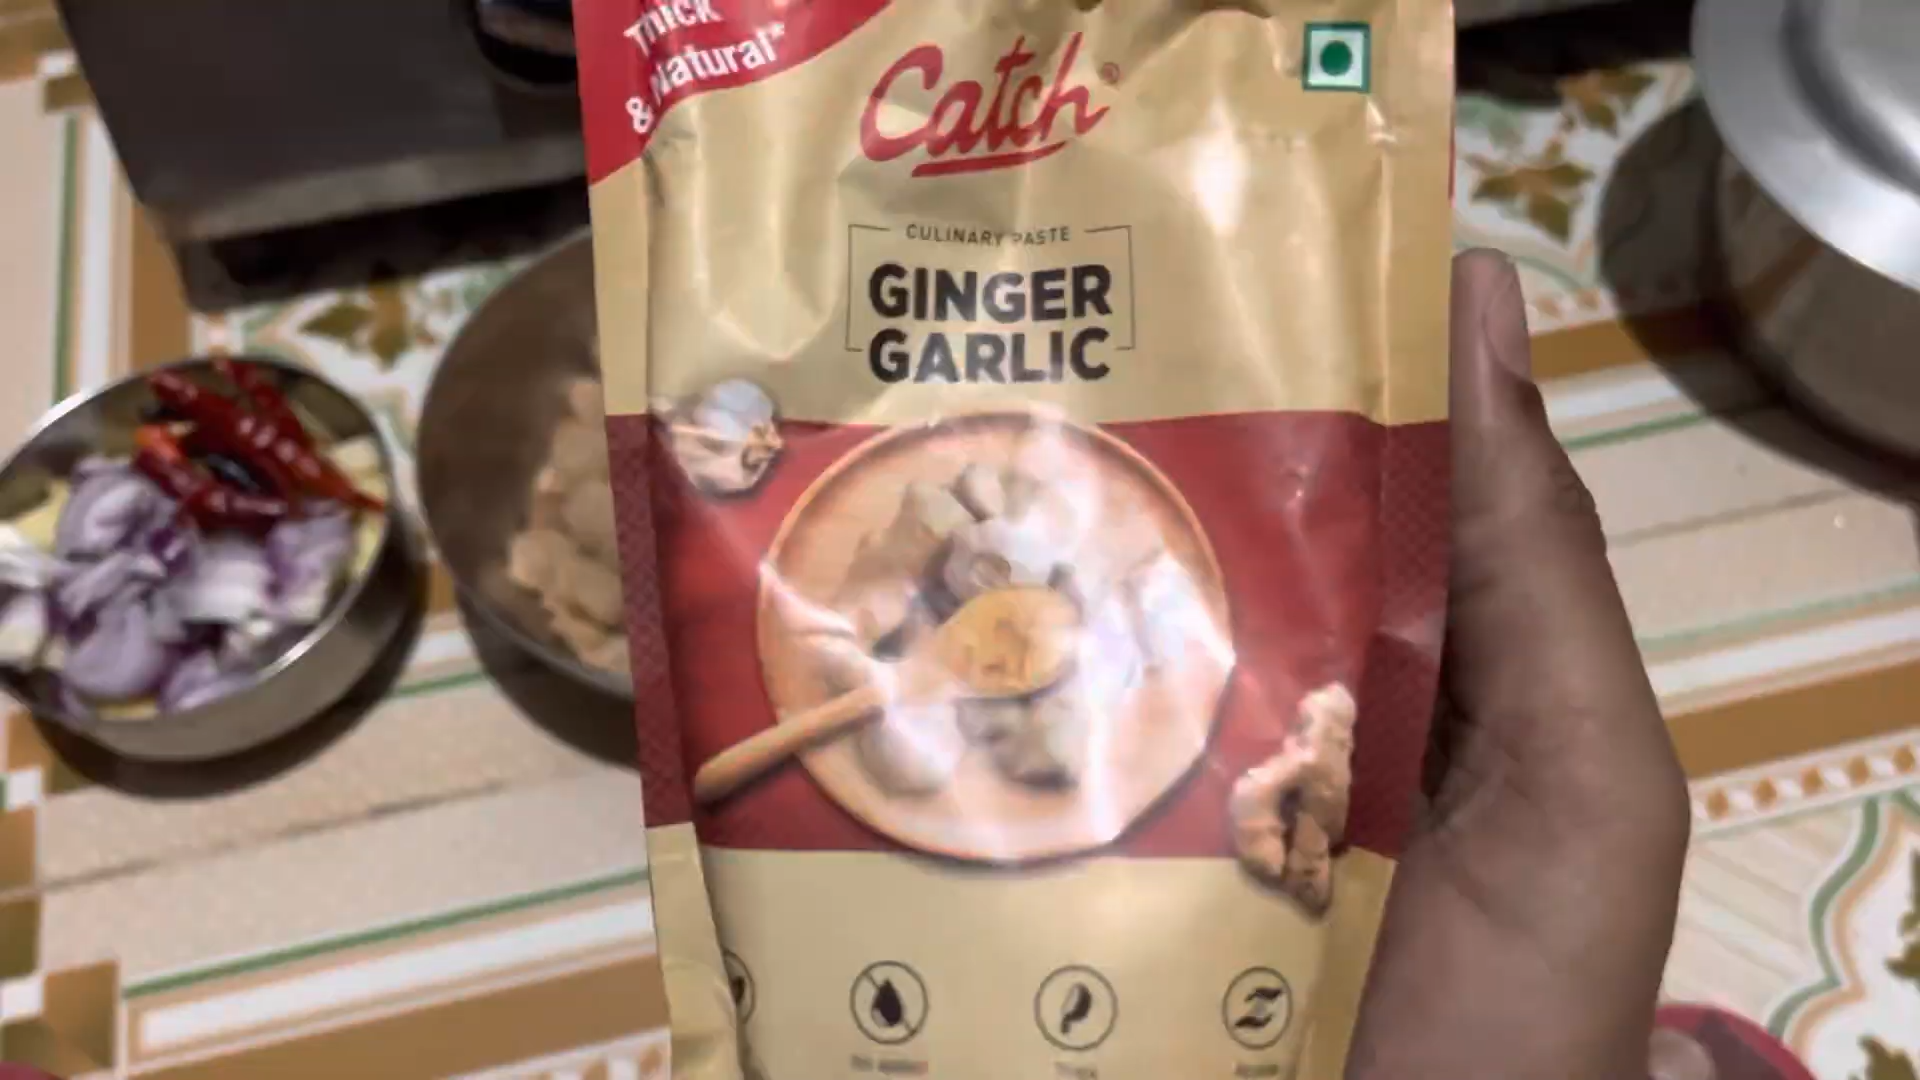 Thick
& Natural*
Catch®
CULINARY PASTE
GINGER
GARLIC